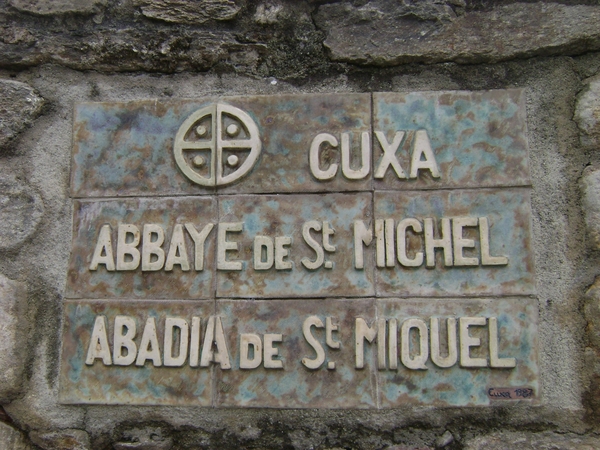 CUXA
ABBAYE DE St MICHEL
ABADIA DE St MIQUEL